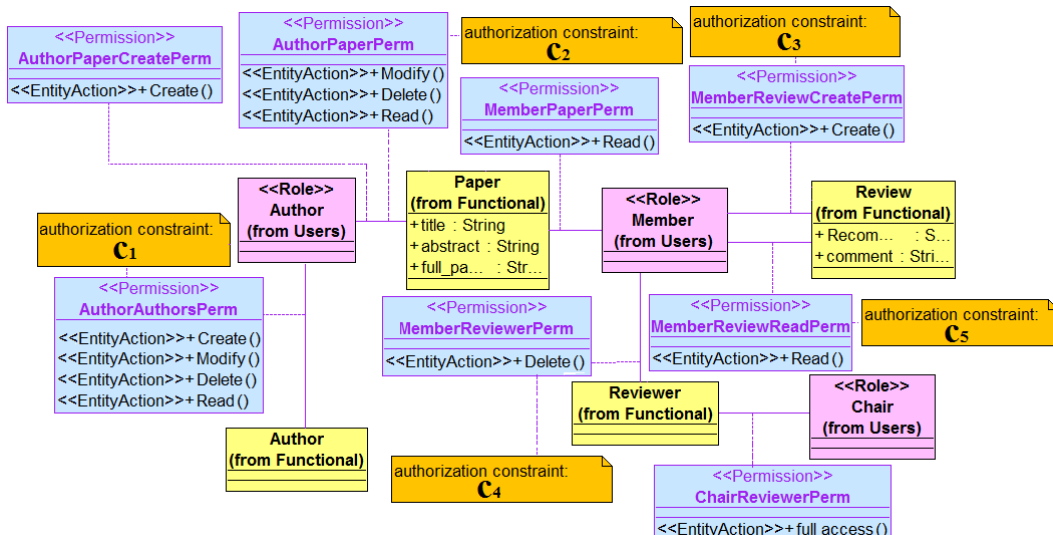 <<Permission>>
AuthorPaperCreatePerm
<<EntityAction>>+ Create()
<<Permission>>
AuthorPaperPerm
<<EntityAction>>+ Modify()
<<EntityAction>>+ Delete()
<<EntityAction>>+ Read()
authorization constraint:
C2
authorization constraint:
C3
<<Permission>>
MemberPaperPerm
<<EntityAction>>+ Read()
<<Permission>>
MemberReviewCreatePerm
<<EntityAction>>+ Create()
<<Role>>
Author
(from Users)
Paper
(from Functional)
+ title : String
+ abstract : String
+ full_pa... : Str...
<<Role>>
Member
(from Users)
Review
(from Functional)
+ Recom... : S...
+ comment : Stri...
authorization constraint:
C1
<<Permission>>
AuthorAuthorsPerm
<<EntityAction>>+ Create()
<<EntityAction>>+ Modify()
<<EntityAction>>+ Delete()
<<EntityAction>>+ Read()
<<Permission>>
MemberReviewerPerm
<<EntityAction>>+ Delete()
<<Permission>>
MemberReviewReadPerm
<<EntityAction>>+ Read()
authorization constraint:
C5
Reviewer
(from Functional)
<<Role>>
Chair
(from Users)
Author
(from Functional)
authorization constraint:
C4
<<Permission>>
ChairReviewerPerm
<<EntityAction>>+ full access()